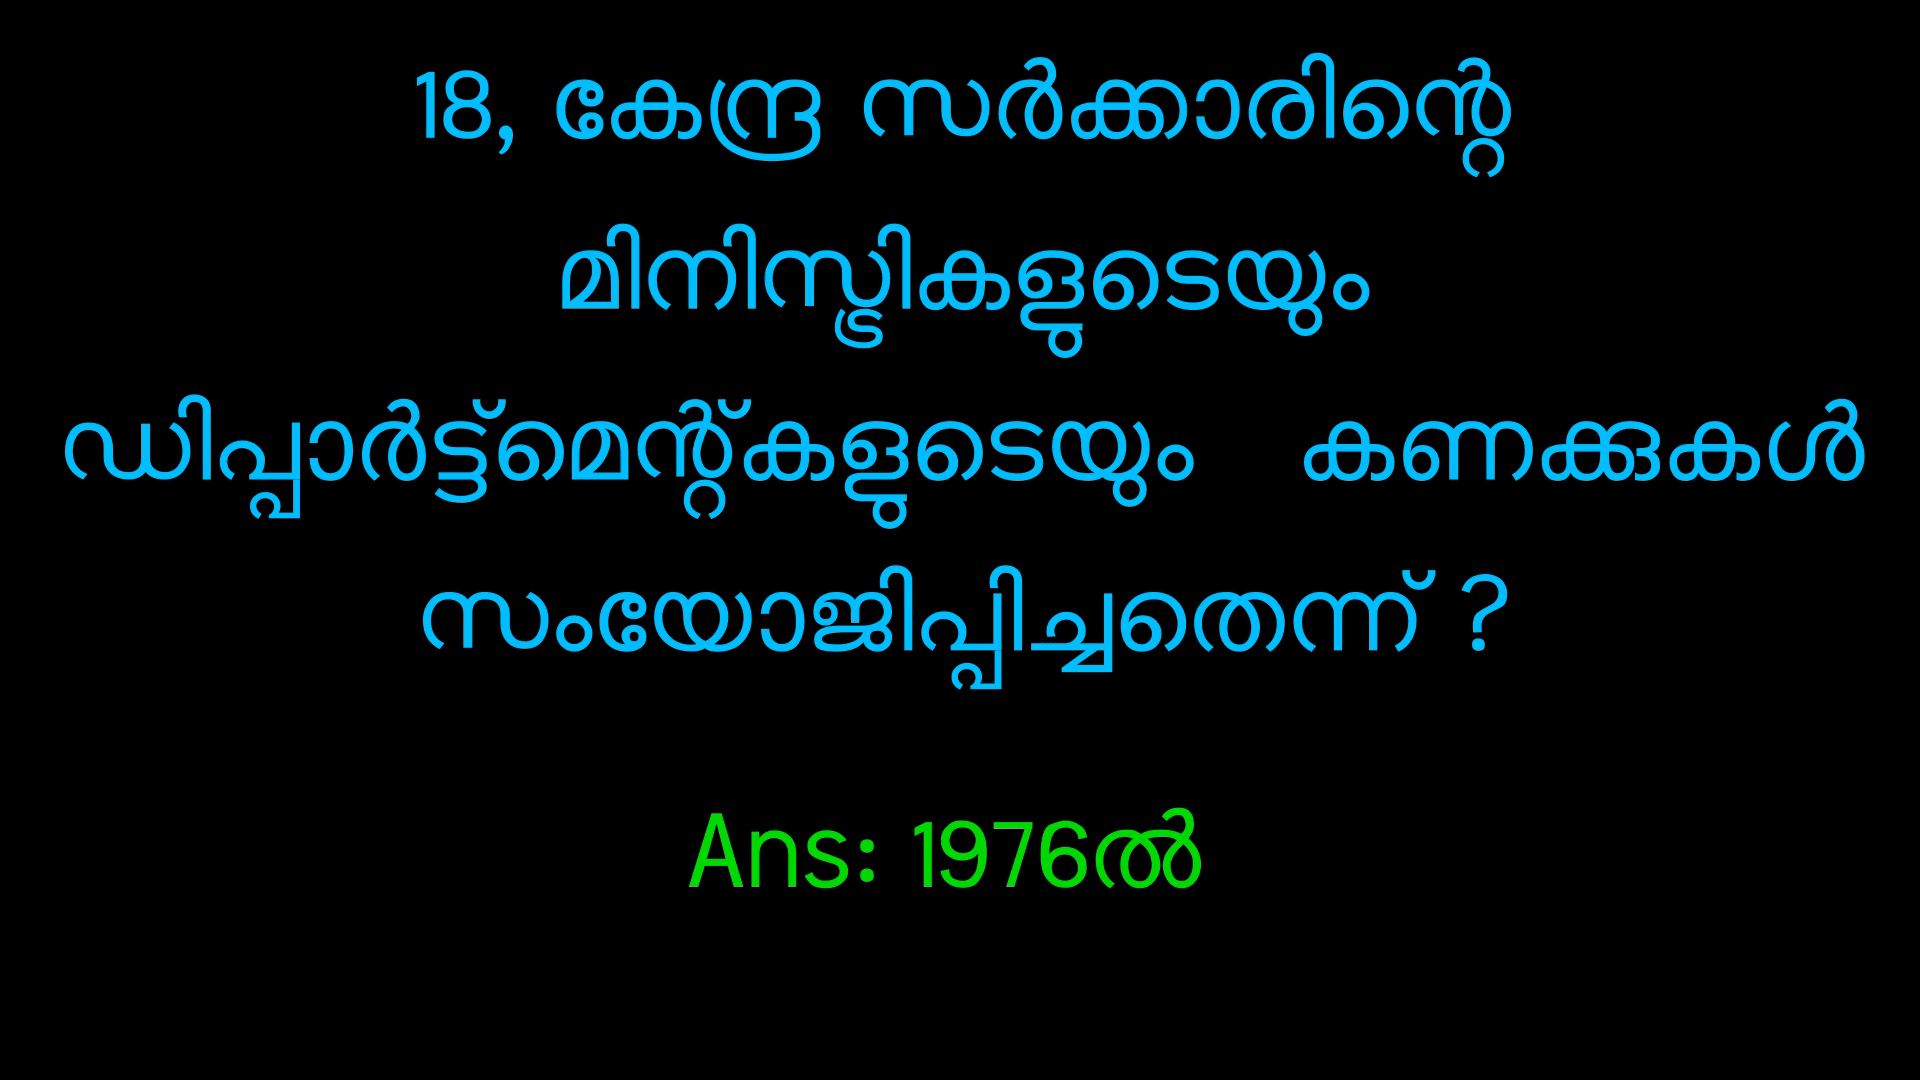 18, കേന്ദ്ര സർക്കാരിന്റെ
മിനിസ്ട്രികളുടെയും
ഡിപ്പാർട്ട്മെന്റ്കളുടെയും കണക്കുകൾ
സംയോജിപ്പിച്ചതെന്ന് ?
Ans: 1976ൽ